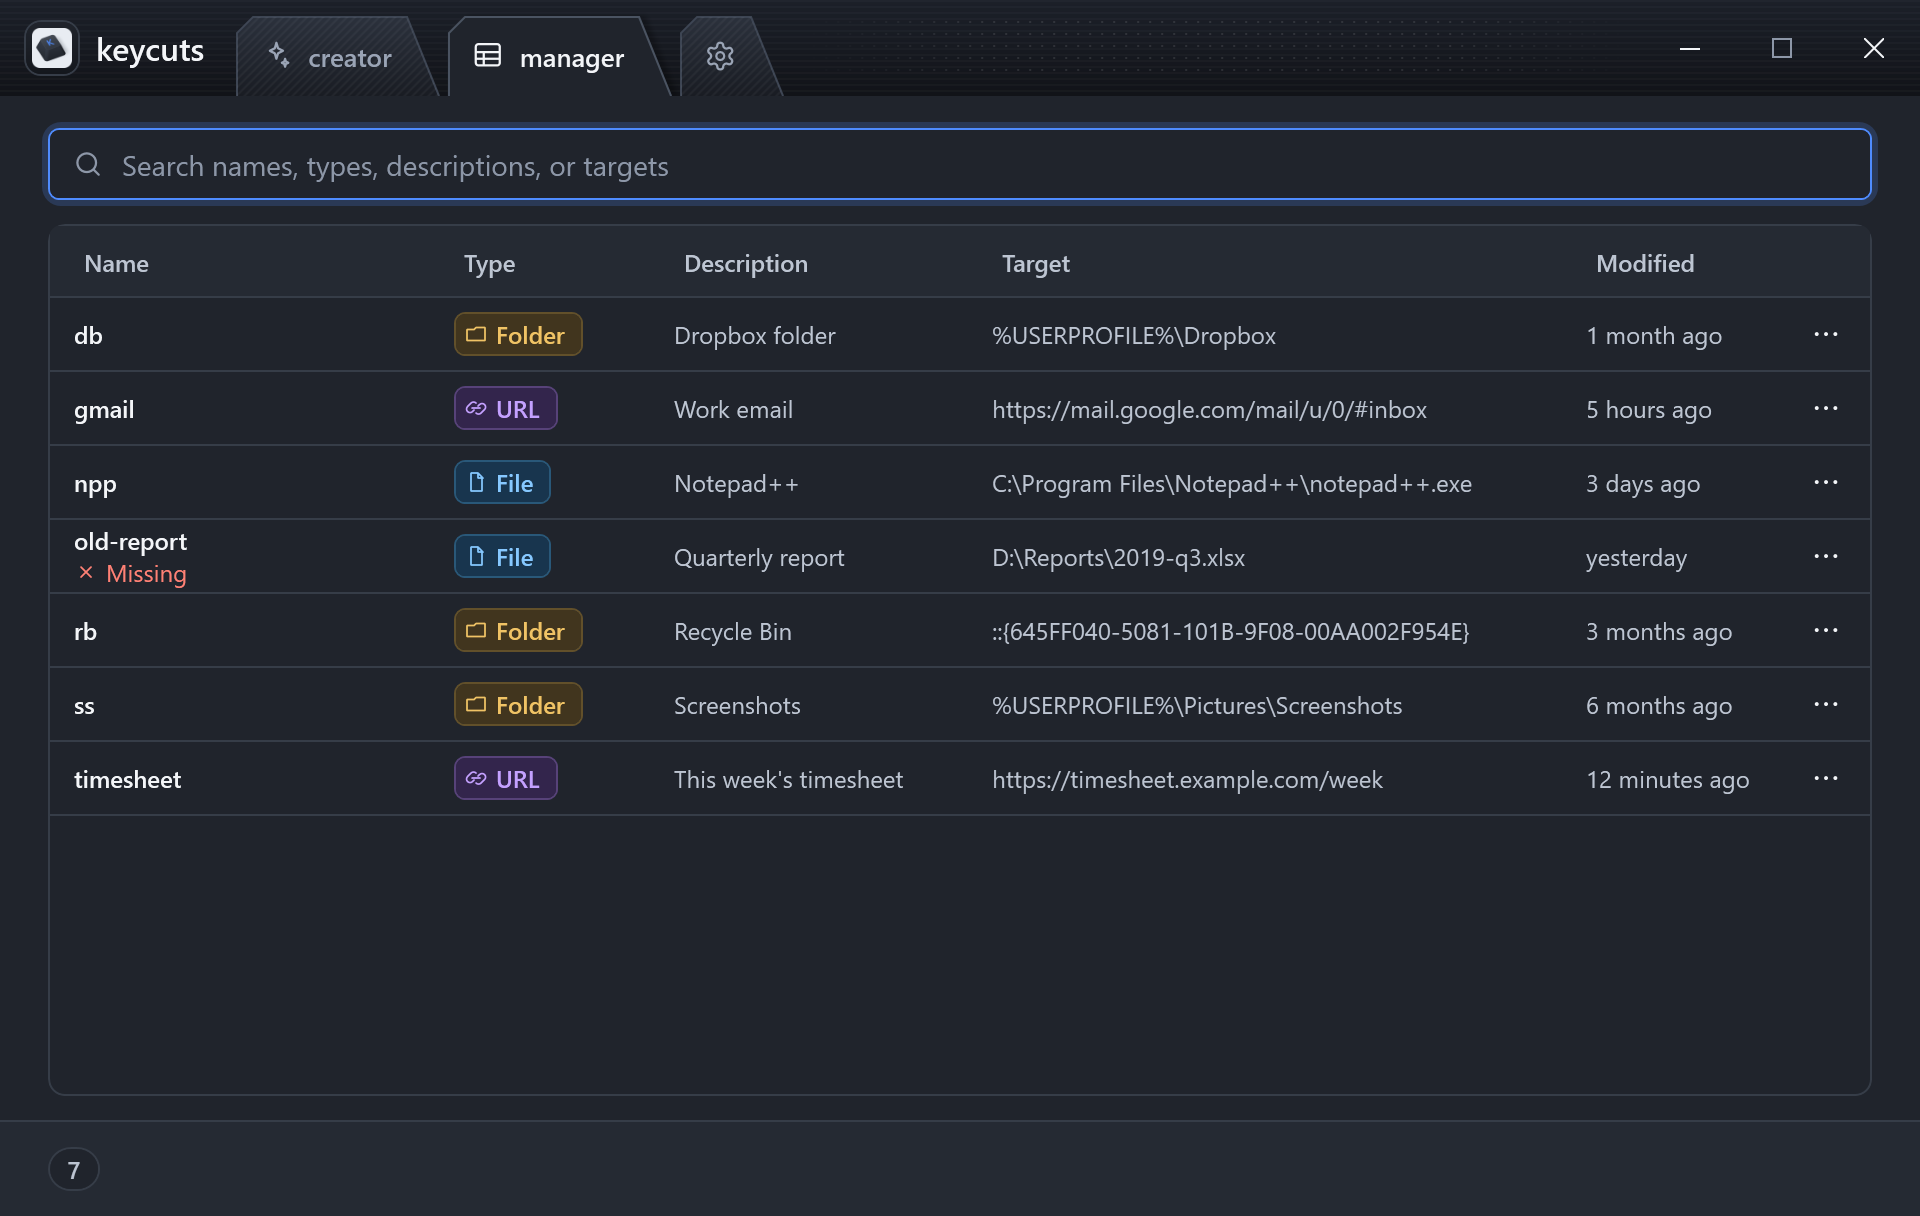 keycuts
creator
manager
Search names, types, descriptions, or targets
Name Type Description Target Modified
db Folder Dropbox folder %USERPROFILE%\Dropbox 1 month ago ···
gmail URL Work email https://mail.google.com/mail/u/0/#inbox 5 hours ago ···
npp File Notepad++ C:\Program Files\Notepad++\notepad++.exe 3 days ago ···
old-report File Quarterly report D:\Reports\2019-q3.xlsx yesterday ···
× Missing
rb Folder Recycle Bin ::{645FF040-5081-101B-9F08-00AA002F954E} 3 months ago ···
ss Folder Screenshots %USERPROFILE%\Pictures\Screenshots 6 months ago ···
timesheet URL This week's timesheet https://timesheet.example.com/week 12 minutes ago ···
7